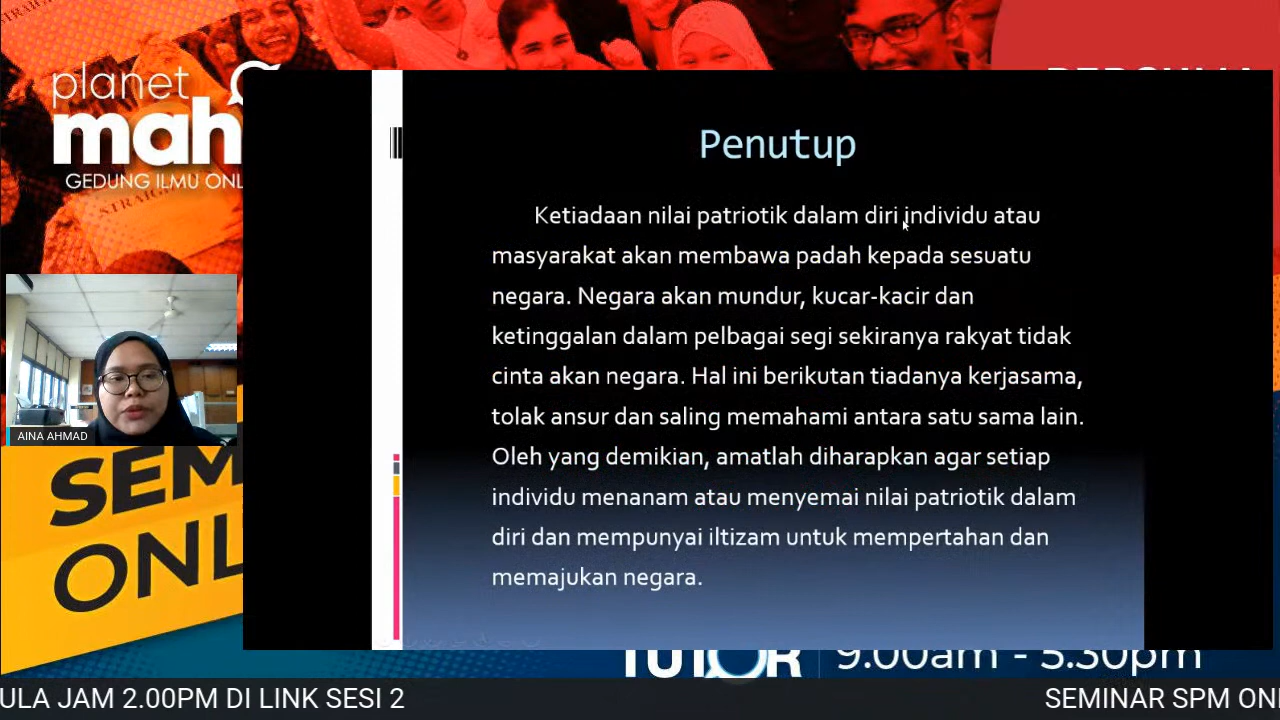 planet
mah
GEDUNG ILMU ONL
Penutup
Ketiadaan nilai patriotik dalam diri individu atau
masyarakat akan membawa padah kepada sesuatu
negara. Negara akan mundur, kucar-kacir dan
ketinggalan dalam pelbagai segi sekiranya rakyat tidak
cinta akan negara. Hal ini berikutan tiadanya kerjasama,
tolak ansur dan saling memahami antara satu sama lain.
Oleh yang demikian, amatlah diharapkan agar setiap
individu menanam atau menyemai nilai patriotik dalam
diri dan mempunyai iltizam untuk mempertahan dan
memajukan negara.
AINA AHMAD
SEM
ONL
TUTOR
9.00am - 5.30pm
ULA JAM 2.00PM DI LINK SESI 2
SEMINAR SPM ONI